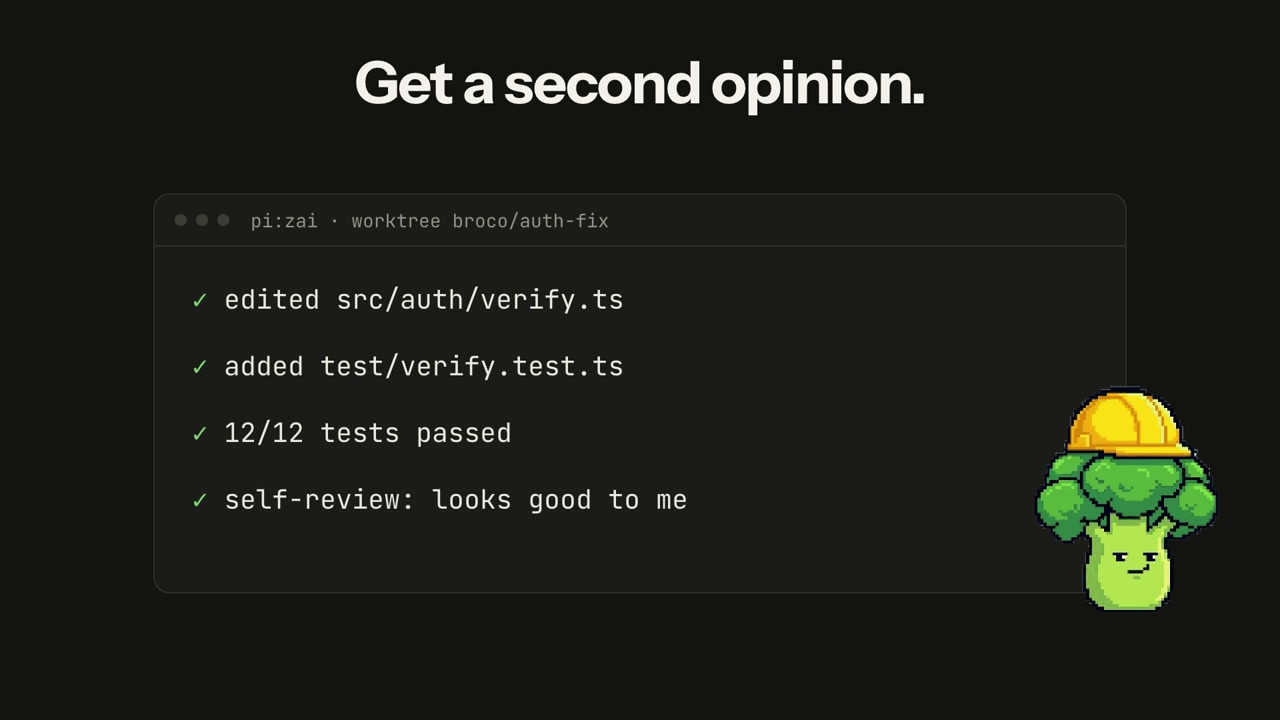 Get a second opinion.
pi:zai · worktree broco/auth-fix
✓ edited src/auth/verify.ts
✓ added test/verify.test.ts
✓ 12/12 tests passed
✓ self-review: looks good to me